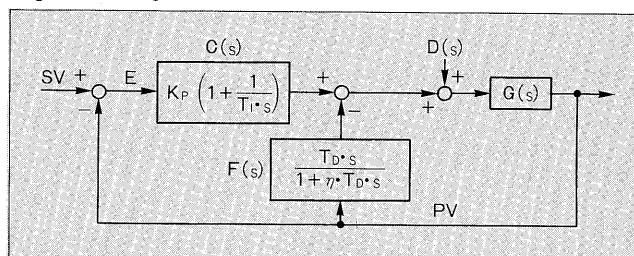 C(s)
D(s)
SV + E
K_P (1 + 1/(T_I·s))
+
+
−
−
+
G(s)
F(s)
T_D·s
1 + η·T_D·s
PV